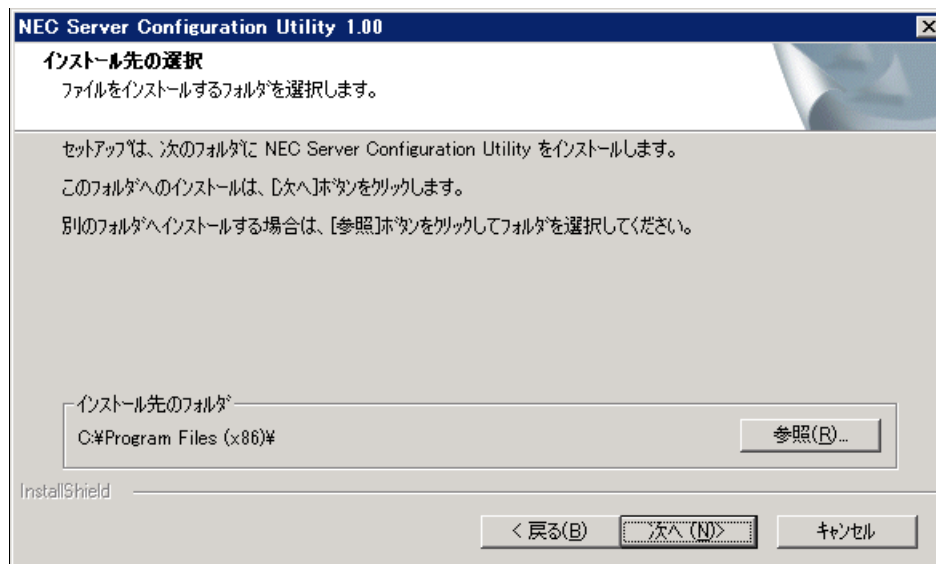 NEC Server Configuration Utility 1.00
インストール先の選択
ファイルをインストールするフォルダを選択します。
セットアップは、次のフォルダに NEC Server Configuration Utility をインストールします。
このフォルダへのインストールは、[次へ]ボタンをクリックします。
別のフォルダへインストールする場合は、[参照]ボタンをクリックしてフォルダを選択してください。
インストール先のフォルダ
C:¥Program Files (x86)¥
参照(R)...
InstallShield
< 戻る(B)
次へ (N)>
キャンセル